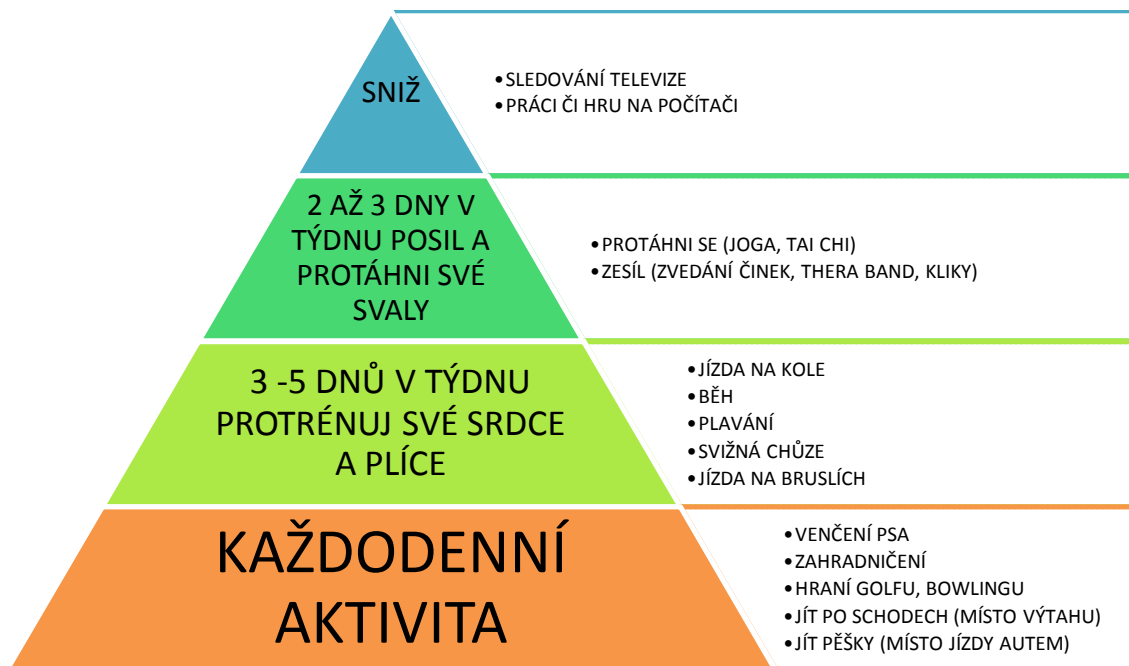 SNIŽ
•SLEDOVÁNÍ TELEVIZE
•PRÁCI ČI HRU NA POČÍTAČI
2 AŽ 3 DNY V
TÝDNU POSIL A
PROTÁHNI SVÉ
SVALY
•PROTÁHNI SE (JOGA, TAI CHI)
•ZESÍL (ZVEDÁNÍ ČINEK, THERA BAND, KLIKY)
3 -5 DNŮ V TÝDNU
PROTRÉNUJ SVÉ SRDCE
A PLÍCE
•JÍZDA NA KOLE
•BĚH
•PLAVÁNÍ
•SVIŽNÁ CHŮZE
•JÍZDA NA BRUSLÍCH
KAŽDODENNÍ
AKTIVITA
•VENČENÍ PSA
•ZAHRADNIČENÍ
•HRANÍ GOLFU, BOWLINGU
•JÍT PO SCHODECH (MÍSTO VÝTAHU)
•JÍT PĚŠKY (MÍSTO JÍZDY AUTEM)